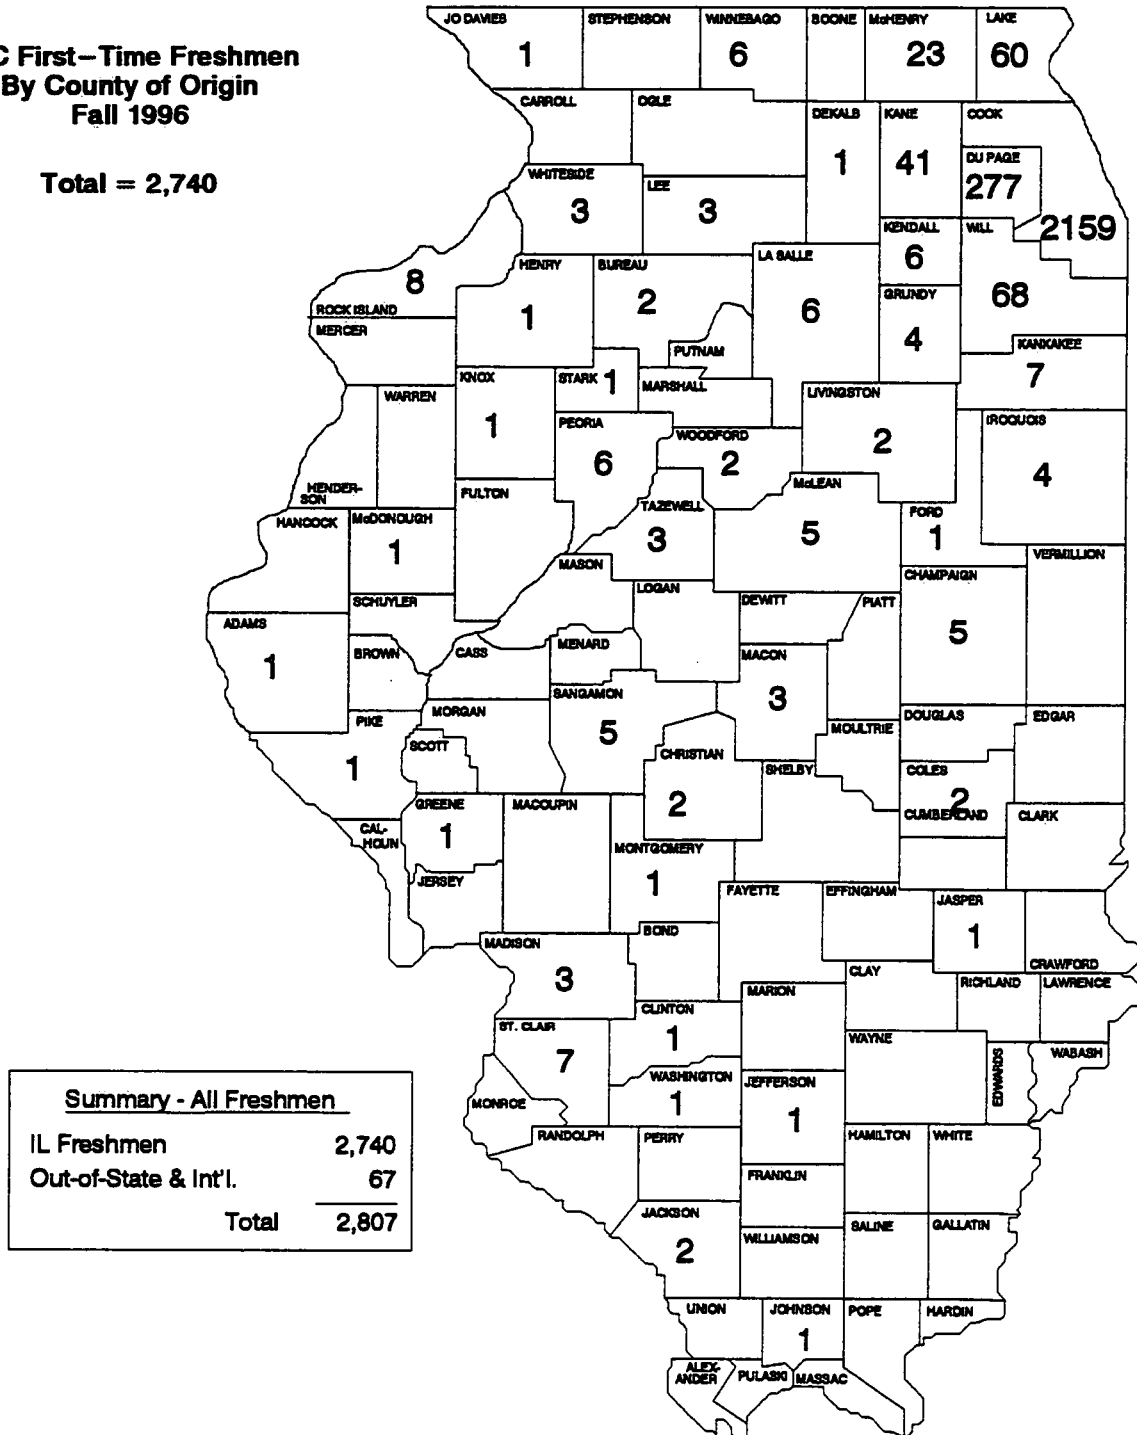 C First–Time Freshmen
By County of Origin
Fall 1996
Total = 2,740
JO DAVIES
1
STEPHENSON
WINNEBAGO
6
BOONE
McHENRY
23
LAKE
60
CARROLL
OGLE
DEKALB
1
KANE
41
COOK
2159
DU PAGE
277
WHITESIDE
3
LEE
3
KENDALL
6
WILL
68
ROCK ISLAND
8
HENRY
1
BUREAU
2
LA SALLE
6
GRUNDY
4
MERCER
PUTNAM
KANKAKEE
7
KNOX
1
STARK
1
MARSHALL
WARREN
LIVINGSTON
2
PEORIA
6
WOODFORD
2
IROQUOIS
4
HENDER-
SON
FULTON
McLEAN
5
HANCOCK
McDONOUGH
1
TAZEWELL
3
FORD
1
VERMILLION
MASON
CHAMPAIGN
5
SCHUYLER
LOGAN
DEWITT
PIATT
ADAMS
1
BROWN
CASS
MENARD
MACON
3
SANGAMON
5
PIKE
1
MORGAN
DOUGLAS
EDGAR
MOULTRIE
SCOTT
CHRISTIAN
2
SHELBY
COLES
2
GREENE
1
MACOUPIN
CUMBERLAND
CLARK
CAL-
HOUN
MONTGOMERY
1
JERSEY
FAYETTE
EFFINGHAM
JASPER
1
BOND
MADISON
3
CRAWFORD
CLAY
RICHLAND
LAWRENCE
MARION
CLINTON
1
ST. CLAIR
7
WAYNE
EDWARDS
WABASH
WASHINGTON
1
JEFFERSON
1
MONROE
RANDOLPH
PERRY
HAMILTON
WHITE
FRANKLIN
JACKSON
2
WILLIAMSON
SALINE
GALLATIN
UNION
JOHNSON
1
POPE
HARDIN
ALEX-
ANDER
PULASKI
MASSAC
Summary - All Freshmen
IL Freshmen 2,740
Out-of-State & Int'l. 67
Total 2,807